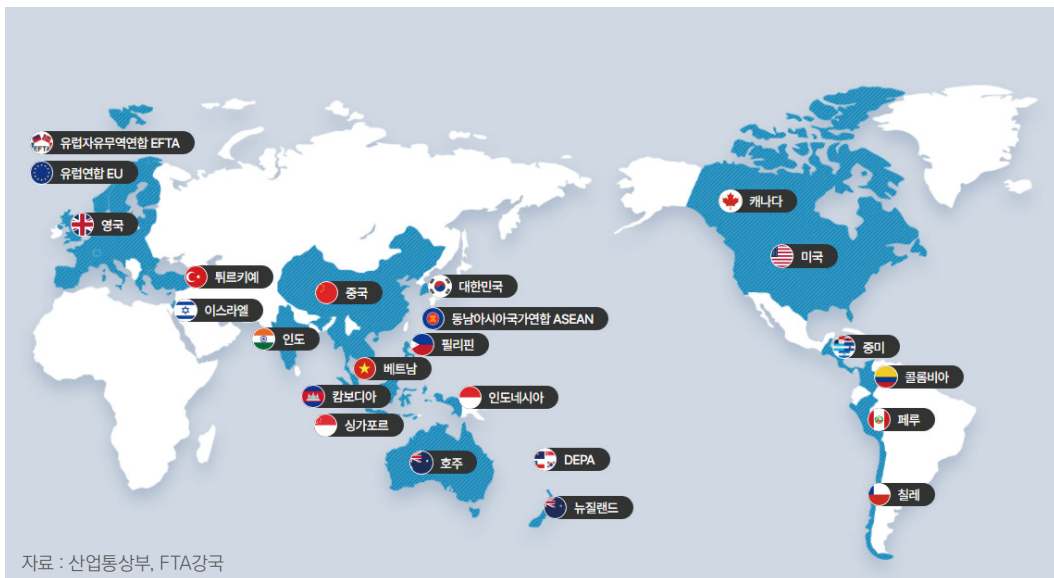 유럽자유무역연합 EFTA
유럽연합 EU
영국
튀르키예
이스라엘
중국
인도
대한민국
동남아시아국가연합 ASEAN
필리핀
베트남
캄보디아
인도네시아
싱가포르
호주
DEPA
뉴질랜드
캐나다
미국
중미
콜롬비아
페루
칠레
자료 : 산업통상부, FTA강국
EFTA